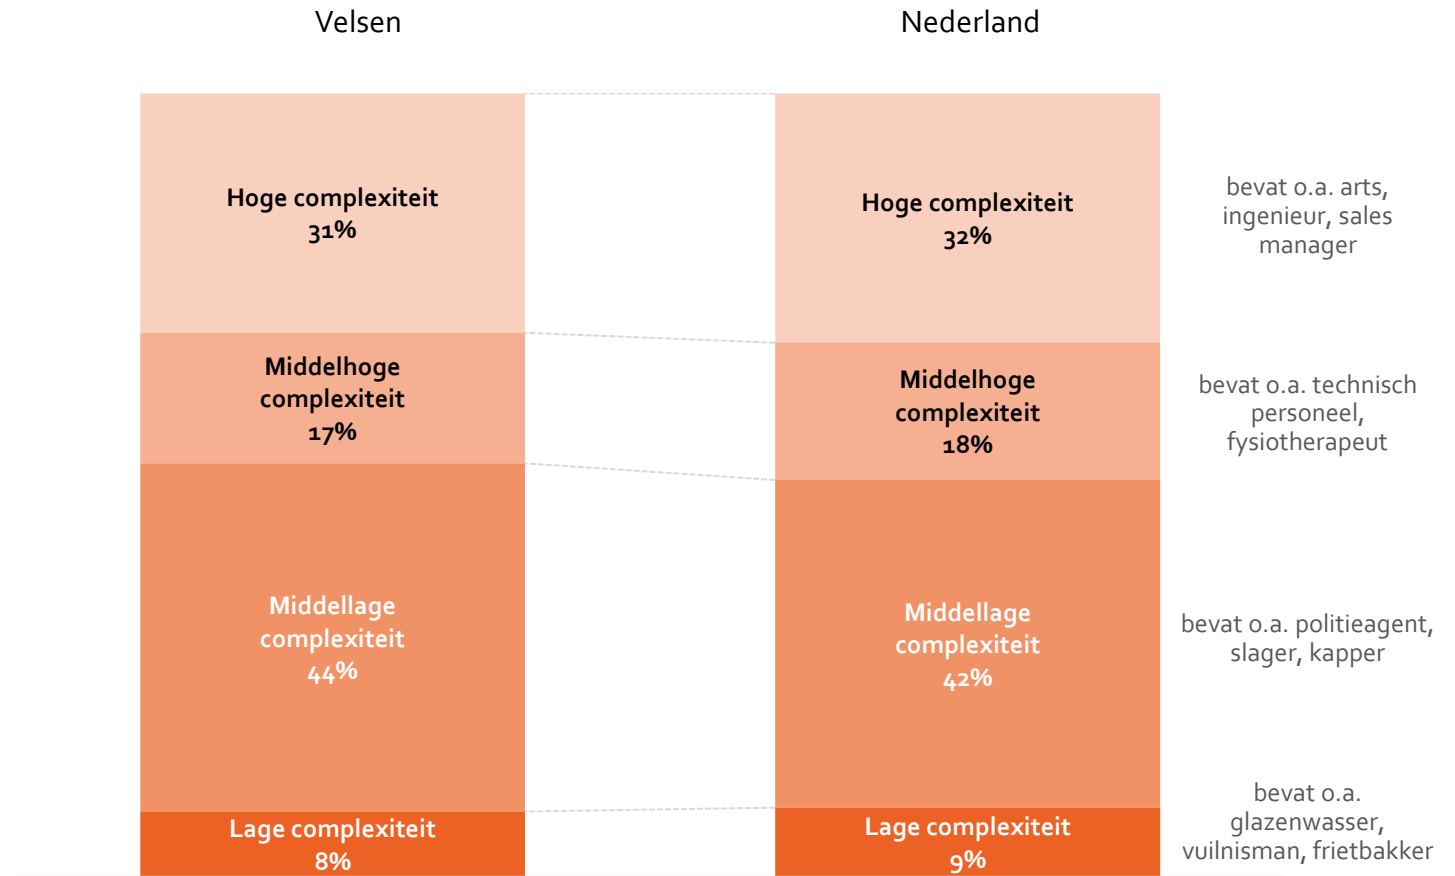 Velsen
Nederland
Hoge complexiteit
31%
Hoge complexiteit
32%
bevat o.a. arts,
ingenieur, sales
manager
Middelhoge
complexiteit
17%
Middelhoge
complexiteit
18%
bevat o.a. technisch
personeel,
fysiotherapeut
Middellage
complexiteit
44%
Middellage
complexiteit
42%
bevat o.a. politieagent,
slager, kapper
Lage complexiteit
8%
Lage complexiteit
9%
bevat o.a.
glazenwasser,
vuilnisman, frietbakker